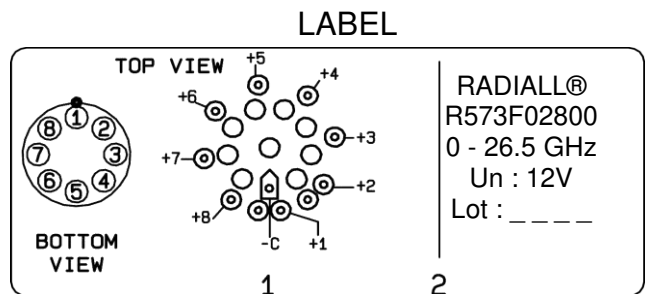 LABEL
TOP VIEW
+5
+4
+6
+3
+7
+2
+8
-C
+1
1
2
3
4
5
6
7
8
BOTTOM
VIEW
RADIALL®
R573F02800
0 - 26.5 GHz
Un : 12V
Lot : _ _ _ _
1
2